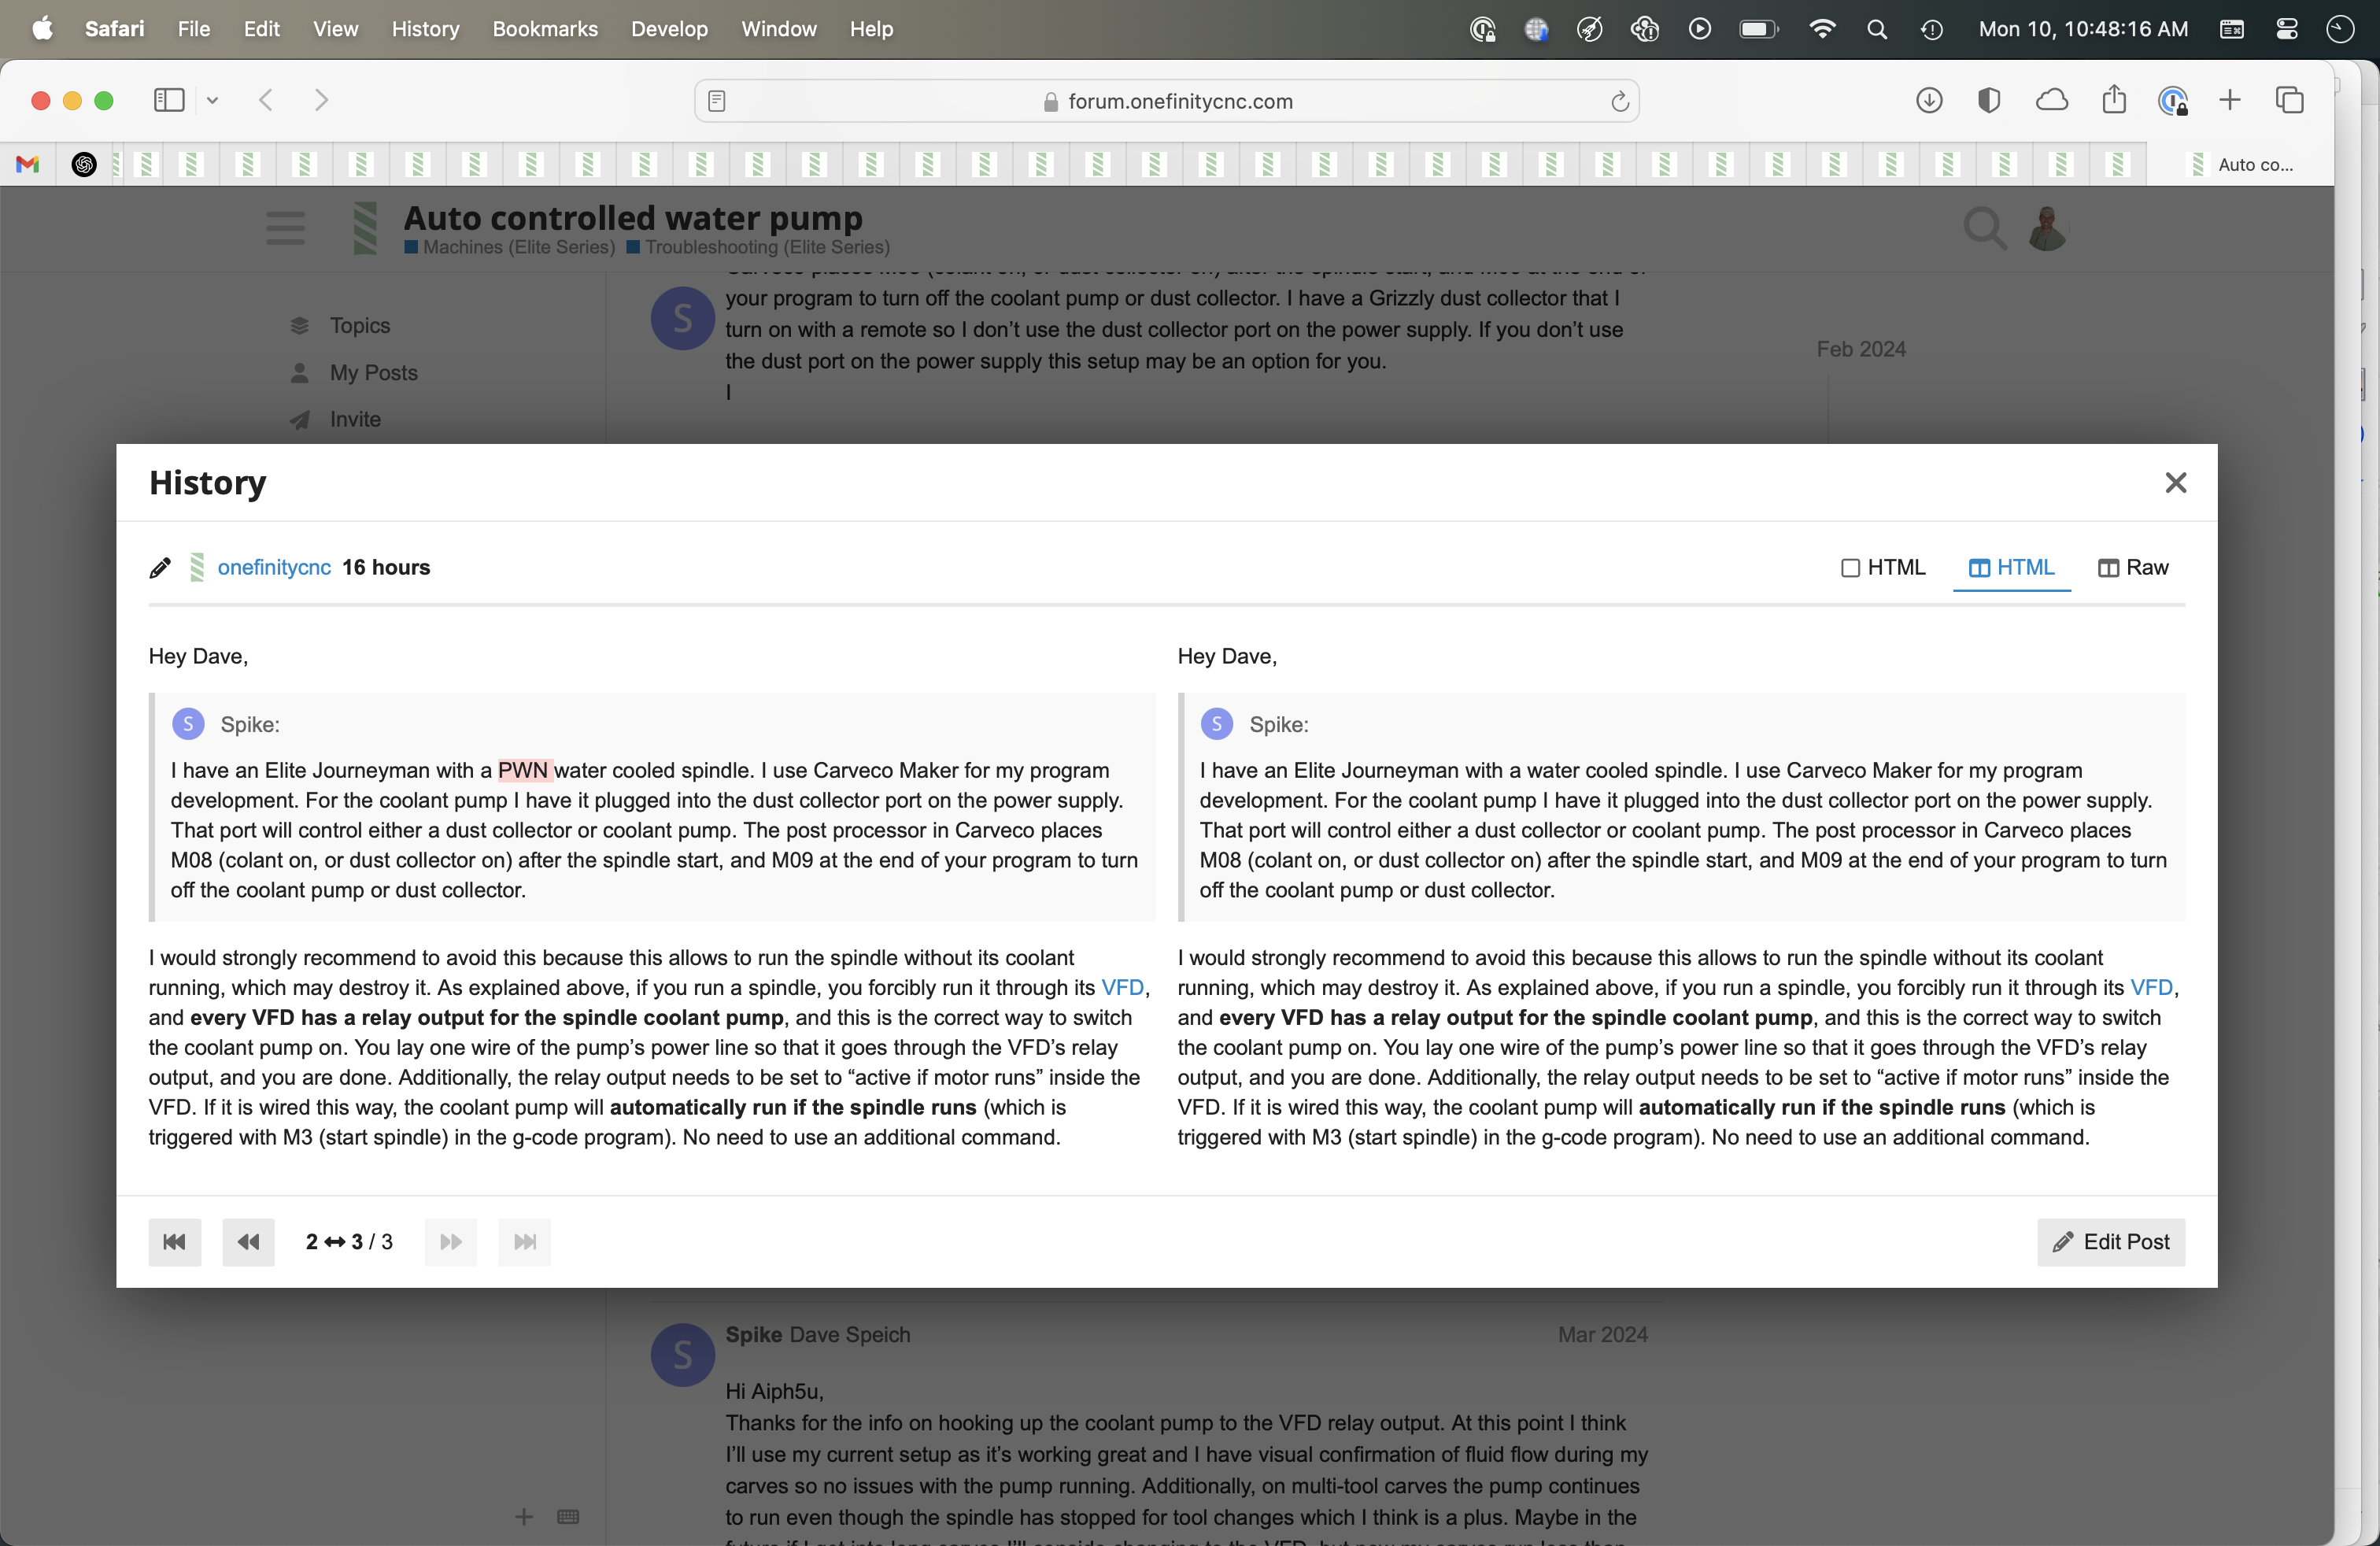 Safari File Edit View History Bookmarks Develop Window Help Mon 10, 10:48:16 AM
forum.onefinitycnc.com
Auto co...
Auto controlled water pump
Machines (Elite Series) Troubleshooting (Elite Series)
Topics
My Posts
Invite
S
your program to turn off the coolant pump or dust collector. I have a Grizzly dust collector that I
turn on with a remote so I don’t use the dust collector port on the power supply. If you don’t use
the dust port on the power supply this setup may be an option for you.
I
Feb 2024
History
onefinitycnc 16 hours
HTML HTML Raw
Hey Dave,
S Spike:
I have an Elite Journeyman with a PWN water cooled spindle. I use Carveco Maker for my program
development. For the coolant pump I have it plugged into the dust collector port on the power supply.
That port will control either a dust collector or coolant pump. The post processor in Carveco places
M08 (colant on, or dust collector on) after the spindle start, and M09 at the end of your program to turn
off the coolant pump or dust collector.
I would strongly recommend to avoid this because this allows to run the spindle without its coolant
running, which may destroy it. As explained above, if you run a spindle, you forcibly run it through its VFD,
and every VFD has a relay output for the spindle coolant pump, and this is the correct way to switch
the coolant pump on. You lay one wire of the pump’s power line so that it goes through the VFD’s relay
output, and you are done. Additionally, the relay output needs to be set to “active if motor runs” inside the
VFD. If it is wired this way, the coolant pump will automatically run if the spindle runs (which is
triggered with M3 (start spindle) in the g-code program). No need to use an additional command.
Hey Dave,
S Spike:
I have an Elite Journeyman with a water cooled spindle. I use Carveco Maker for my program
development. For the coolant pump I have it plugged into the dust collector port on the power supply.
That port will control either a dust collector or coolant pump. The post processor in Carveco places
M08 (colant on, or dust collector on) after the spindle start, and M09 at the end of your program to turn
off the coolant pump or dust collector.
I would strongly recommend to avoid this because this allows to run the spindle without its coolant
running, which may destroy it. As explained above, if you run a spindle, you forcibly run it through its VFD,
and every VFD has a relay output for the spindle coolant pump, and this is the correct way to switch
the coolant pump on. You lay one wire of the pump’s power line so that it goes through the VFD’s relay
output, and you are done. Additionally, the relay output needs to be set to “active if motor runs” inside the
VFD. If it is wired this way, the coolant pump will automatically run if the spindle runs (which is
triggered with M3 (start spindle) in the g-code program). No need to use an additional command.
2 ↔ 3 / 3
Edit Post
S
Spike Dave Speich Mar 2024
Hi Aiph5u,
Thanks for the info on hooking up the coolant pump to the VFD relay output. At this point I think
I’ll use my current setup as it’s working great and I have visual confirmation of fluid flow during my
carves so no issues with the pump running. Additionally, on multi-tool carves the pump continues
to run even though the spindle has stopped for tool changes which I think is a plus. Maybe in the